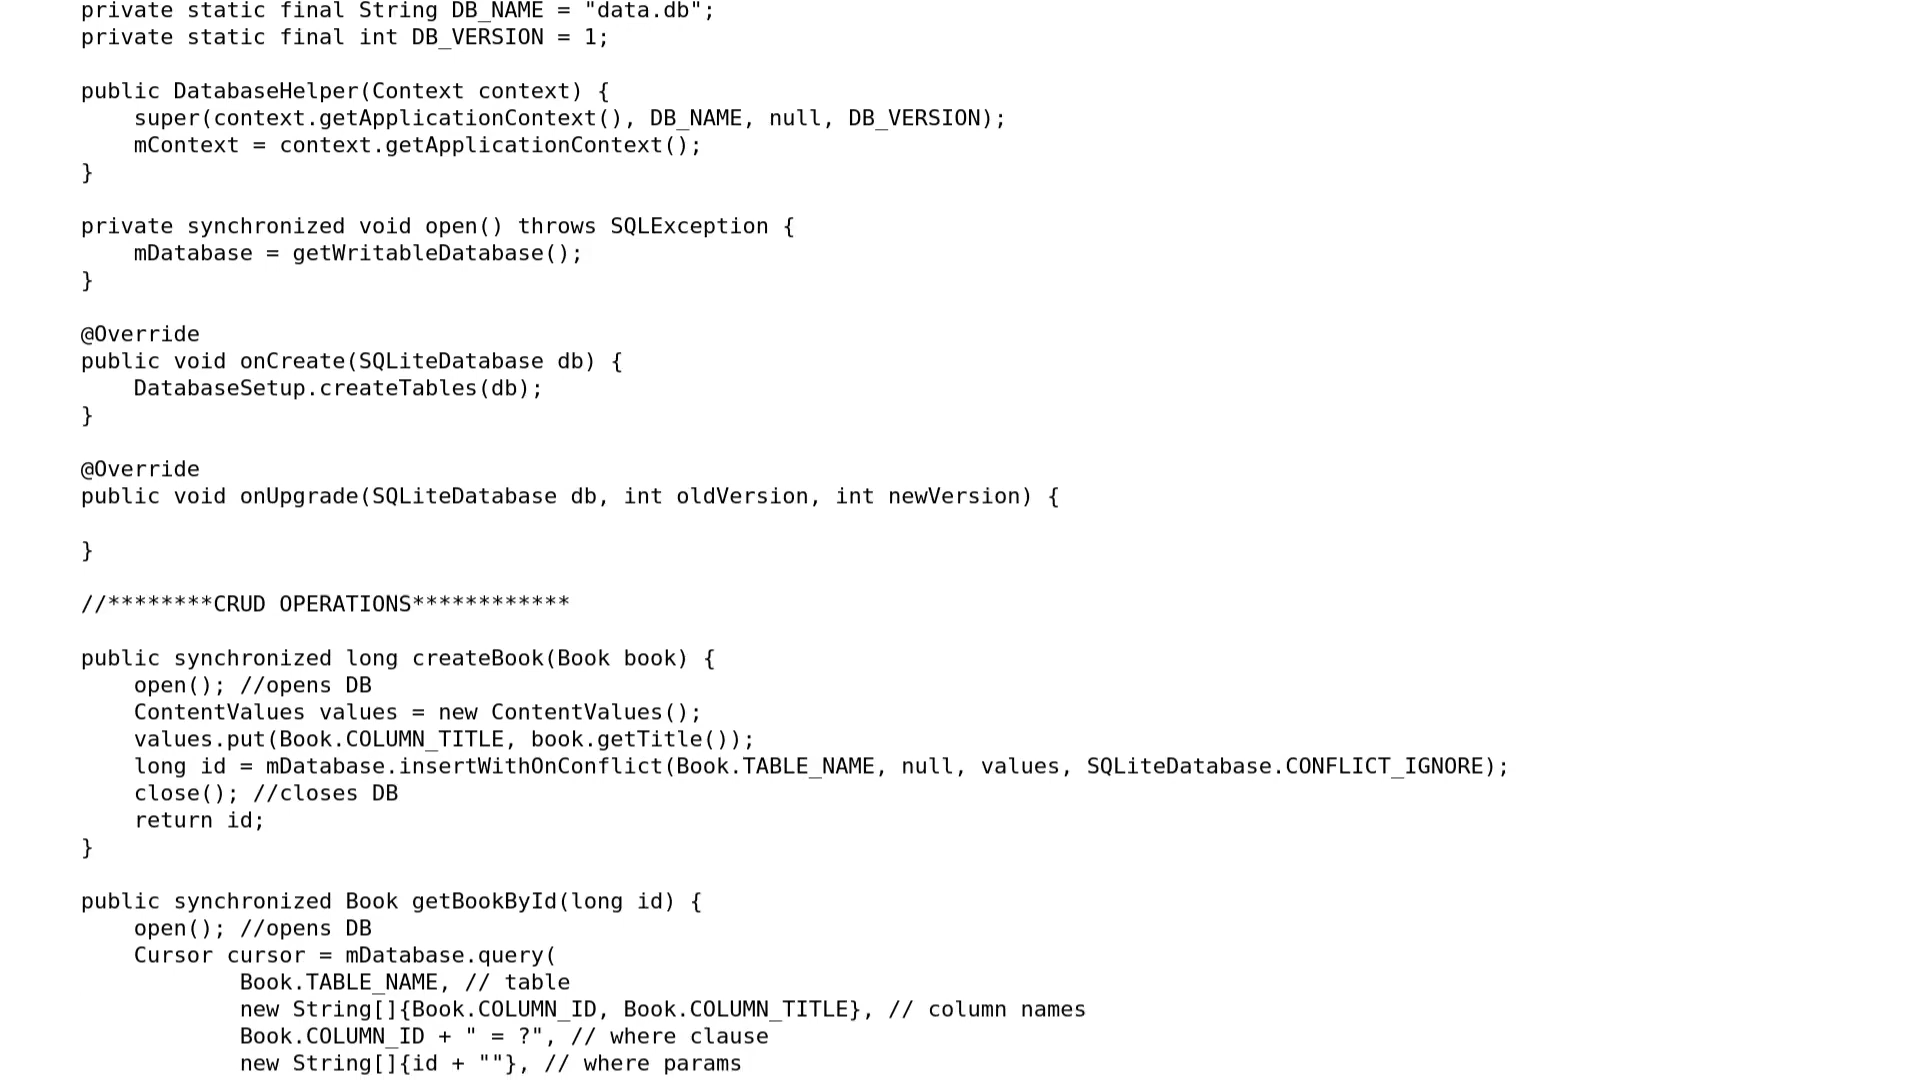 private static final String DB_NAME = "data.db";
private static final int DB_VERSION = 1;

public DatabaseHelper(Context context) {
    super(context.getApplicationContext(), DB_NAME, null, DB_VERSION);
    mContext = context.getApplicationContext();
}

private synchronized void open() throws SQLException {
    mDatabase = getWritableDatabase();
}

@Override
public void onCreate(SQLiteDatabase db) {
    DatabaseSetup.createTables(db);
}

@Override
public void onUpgrade(SQLiteDatabase db, int oldVersion, int newVersion) {

}

//********CRUD OPERATIONS************

public synchronized long createBook(Book book) {
    open(); //opens DB
    ContentValues values = new ContentValues();
    values.put(Book.COLUMN_TITLE, book.getTitle());
    long id = mDatabase.insertWithOnConflict(Book.TABLE_NAME, null, values, SQLiteDatabase.CONFLICT_IGNORE);
    close(); //closes DB
    return id;
}

public synchronized Book getBookById(long id) {
    open(); //opens DB
    Cursor cursor = mDatabase.query(
            Book.TABLE_NAME, // table
            new String[]{Book.COLUMN_ID, Book.COLUMN_TITLE}, // column names
            Book.COLUMN_ID + " = ?", // where clause
            new String[]{id + ""}, // where params